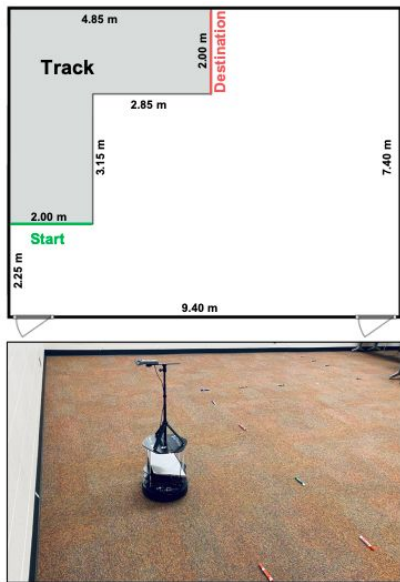 4.85 m
2.00 m
Destination
Track
2.85 m
3.15 m
7.40 m
2.00 m
Start
2.25 m
9.40 m